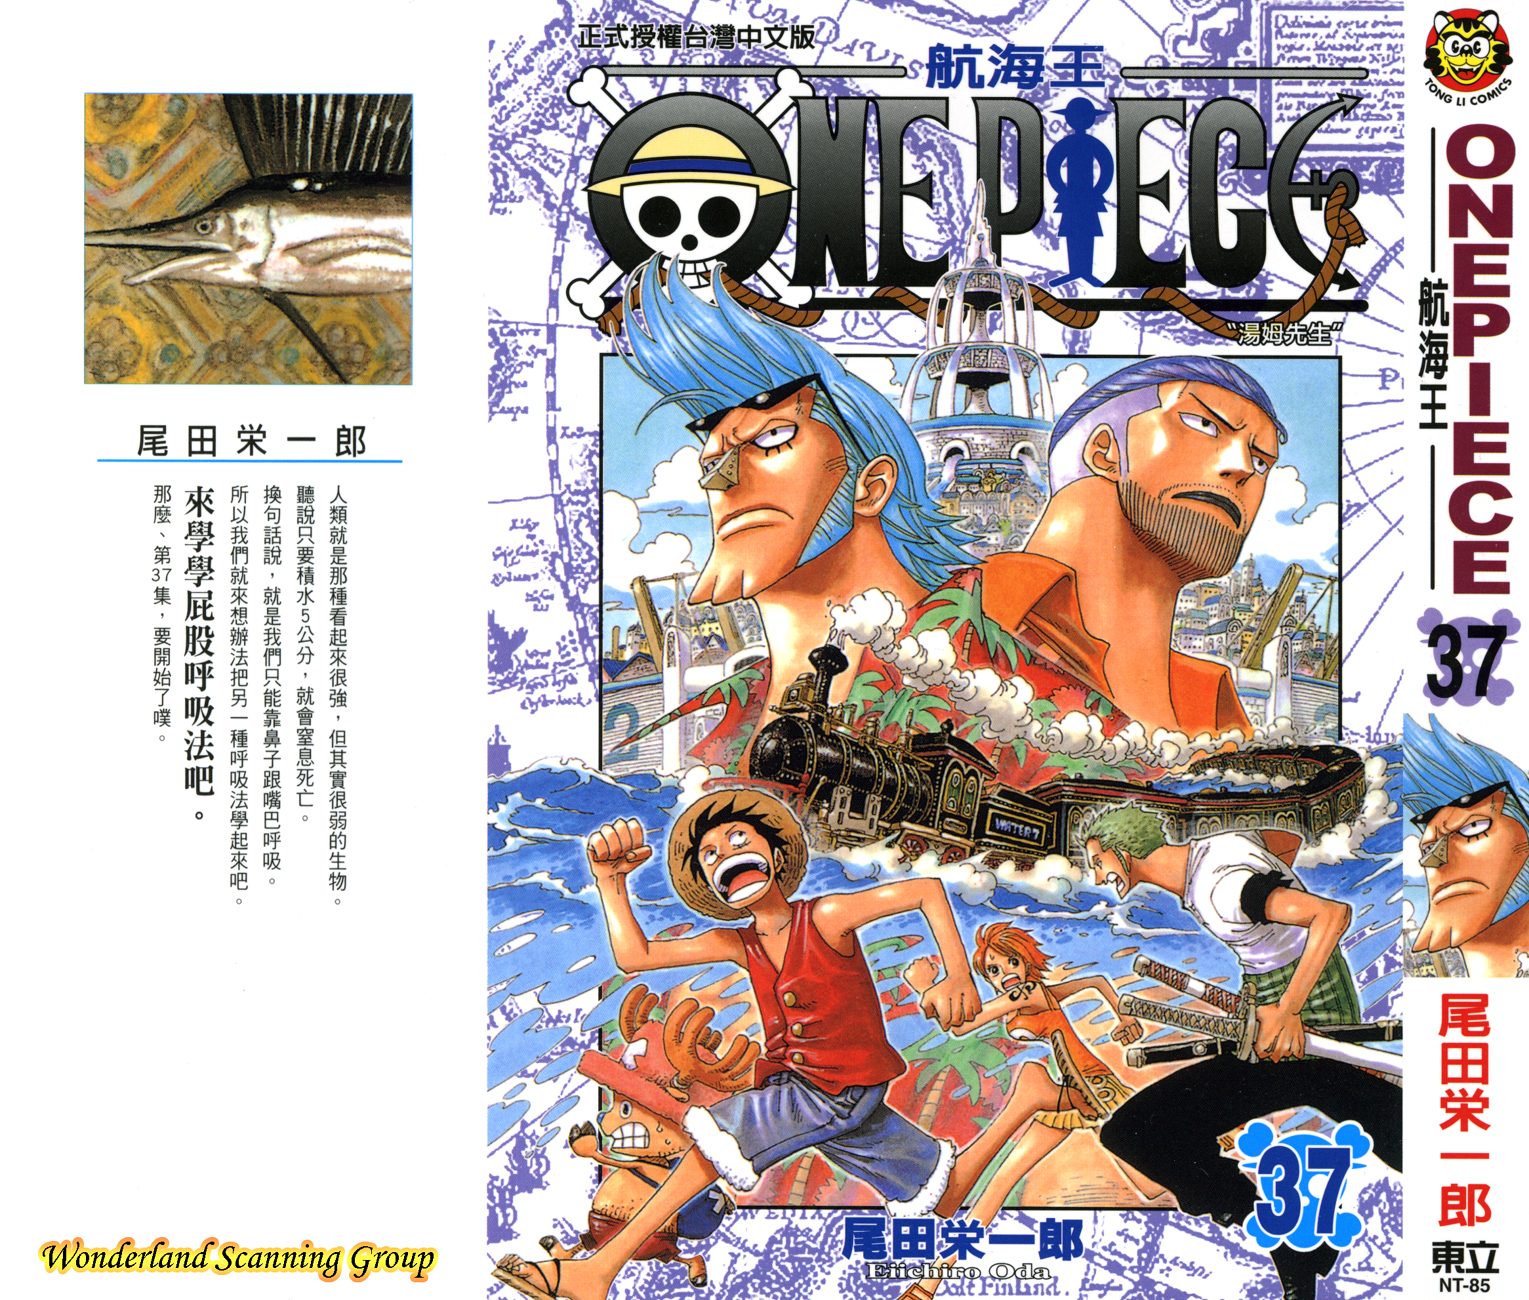 正式授權台灣中文版
航海王
ONE PIECE
“湯姆先生”
WATER7
2
37
尾田栄一郎
Eiichiro Oda
TONG LI COMICS
ONE PIECE
航海王
37
尾田栄一郎
東立
NT-85
尾田栄一郎
人類就是那種看起來很強，但其實很弱的生物。
聽說只要積水5公分，就會窒息死亡。
換句話說，就是我們只能靠鼻子跟嘴巴呼吸。
所以我們就來想辦法把另一種呼吸法學起來吧。
來學學屁股呼吸法吧。
那麼、第37集，要開始了噗。
Wonderland Scanning Group